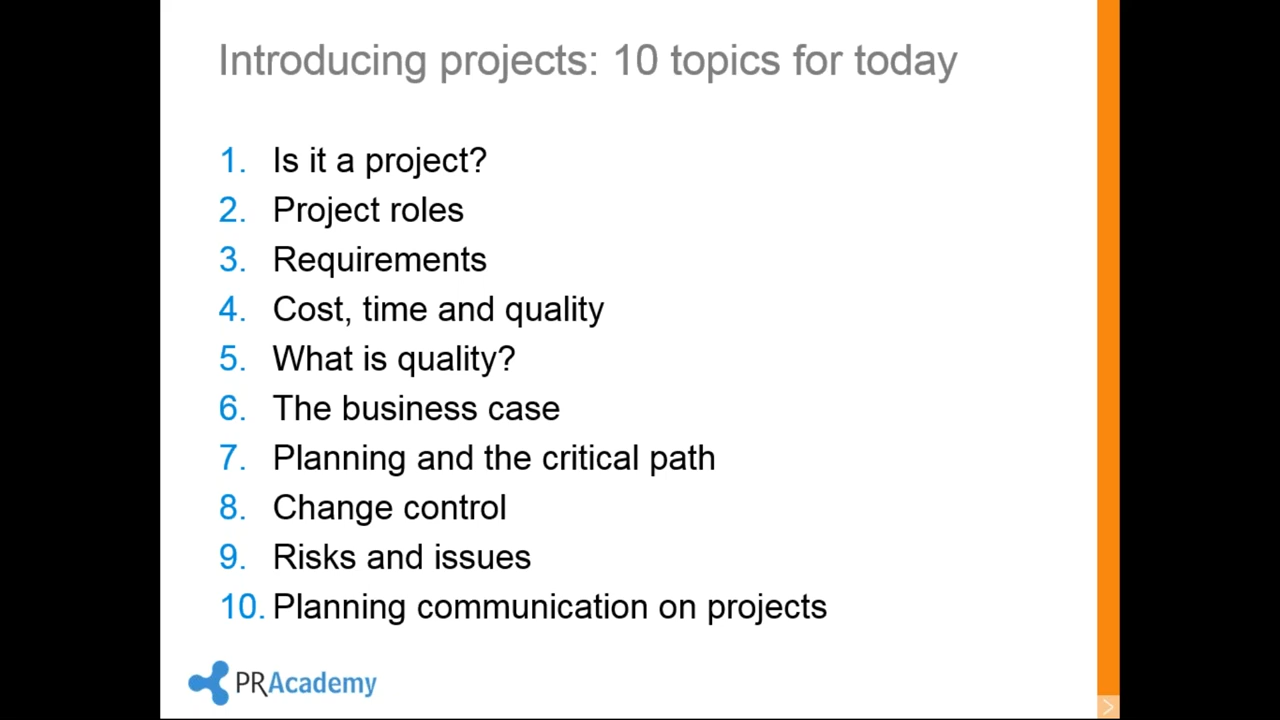 Introducing projects: 10 topics for today
1. Is it a project?
2. Project roles
3. Requirements
4. Cost, time and quality
5. What is quality?
6. The business case
7. Planning and the critical path
8. Change control
9. Risks and issues
10. Planning communication on projects
PRAcademy